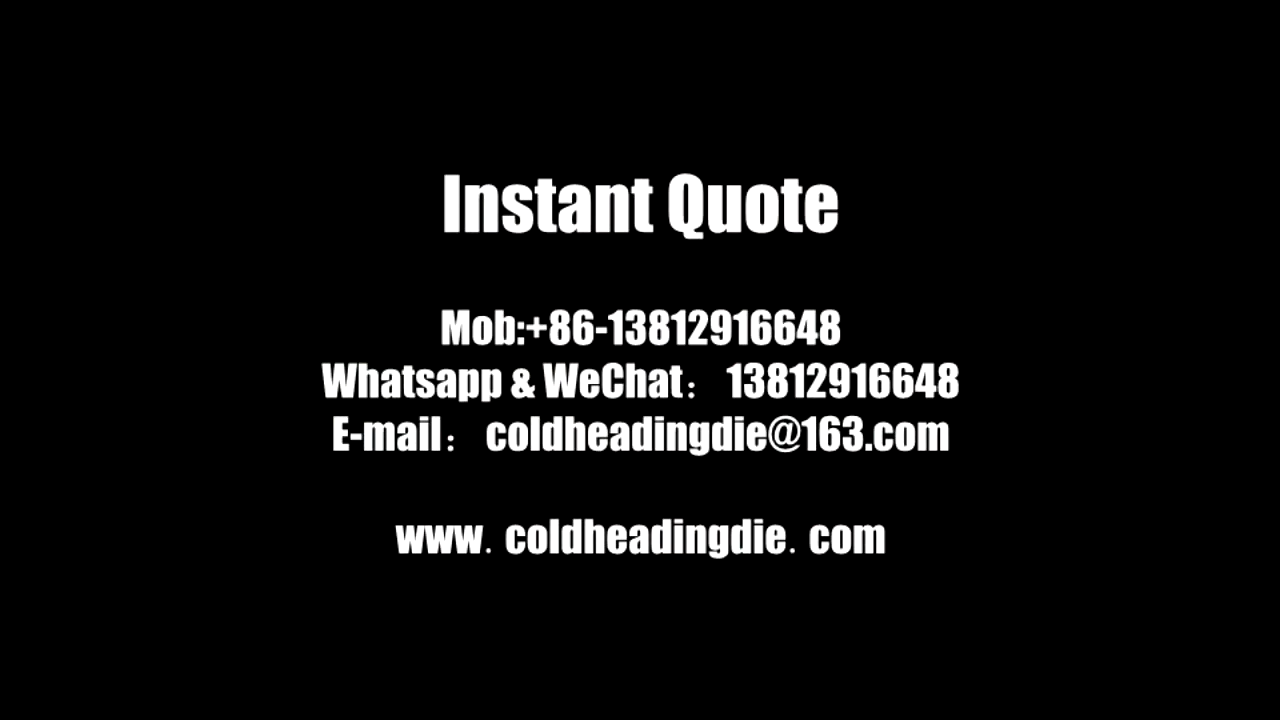 Instant Quote
Mob:+86-13812916648
Whatsapp & WeChat： 13812916648
E-mail： coldheadingdie@163.com
www. coldheadingdie. com